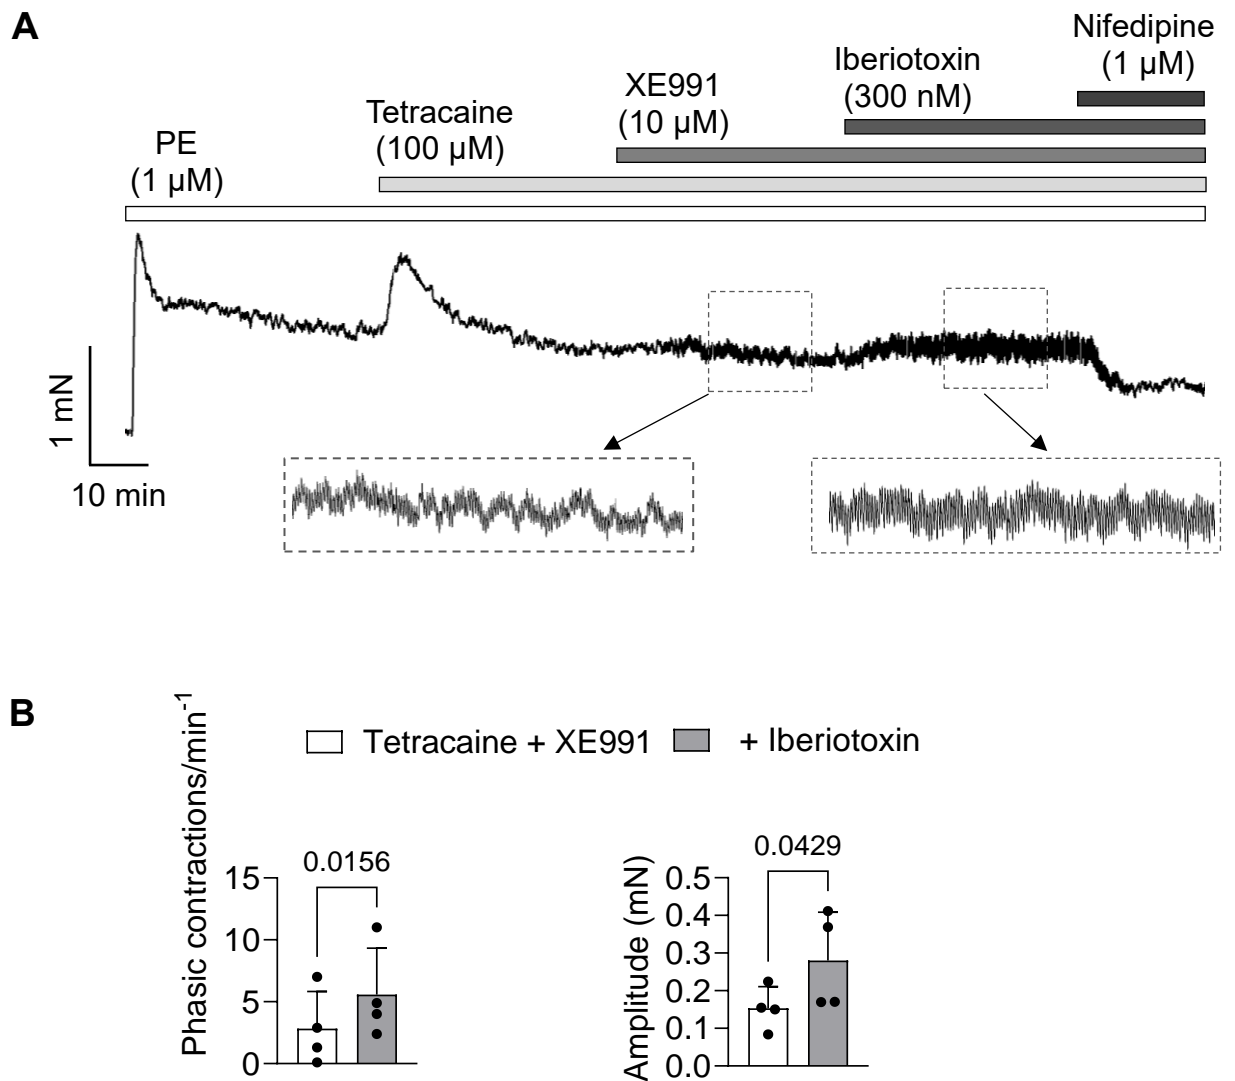 A
PE
(1 µM)
Tetracaine
(100 µM)
XE991
(10 µM)
Iberiotoxin
(300 nM)
Nifedipine
(1 µM)
1 mN
10 min
B
Tetracaine + XE991
+ Iberiotoxin
Phasic contractions/min-1
15
10
5
0
0.0156
Amplitude (mN)
0.5
0.4
0.3
0.2
0.1
0.0
0.0429